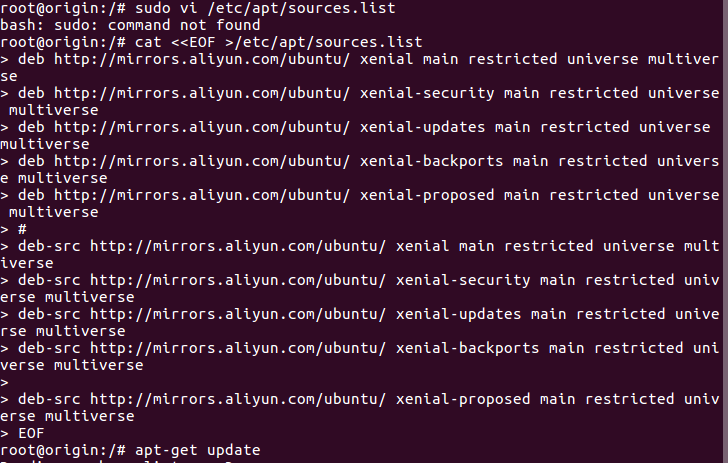 root@origin:/# sudo vi /etc/apt/sources.list
bash: sudo: command not found
root@origin:/# cat <<EOF >/etc/apt/sources.list
> deb http://mirrors.aliyun.com/ubuntu/ xenial main restricted universe multiver
se
> deb http://mirrors.aliyun.com/ubuntu/ xenial-security main restricted universe
 multiverse
> deb http://mirrors.aliyun.com/ubuntu/ xenial-updates main restricted universe
multiverse
> deb http://mirrors.aliyun.com/ubuntu/ xenial-backports main restricted univers
e multiverse
> deb http://mirrors.aliyun.com/ubuntu/ xenial-proposed main restricted universe
 multiverse
> #
> deb-src http://mirrors.aliyun.com/ubuntu/ xenial main restricted universe mult
iverse
> deb-src http://mirrors.aliyun.com/ubuntu/ xenial-security main restricted univ
erse multiverse
> deb-src http://mirrors.aliyun.com/ubuntu/ xenial-updates main restricted unive
rse multiverse
> deb-src http://mirrors.aliyun.com/ubuntu/ xenial-backports main restricted uni
verse multiverse
>
> deb-src http://mirrors.aliyun.com/ubuntu/ xenial-proposed main restricted univ
erse multiverse
> EOF
root@origin:/# apt-get update